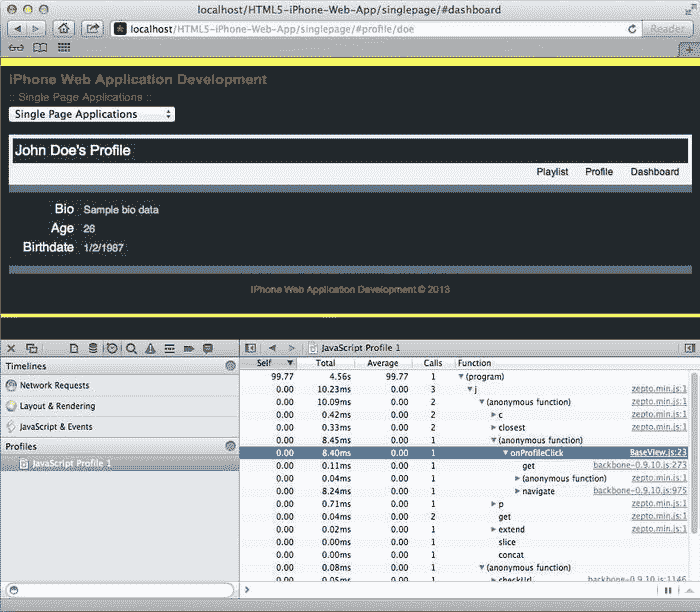 localhost/HTML5-iPhone-Web-App/singlepage/#dashboard
localhost/HTML5-iPhone-Web-App/singlepage/#profile/doe
Reader
iPhone Web Application Development
:: Single Page Applications ::
Single Page Applications
John Doe's Profile
Playlist Profile Dashboard
Bio Sample bio data
Age 26
Birthdate 1/2/1987
iPhone Web Application Development © 2013
JavaScript Profile 1
Timelines
Network Requests
Layout & Rendering
JavaScript & Events
Profiles
JavaScript Profile 1
Self Total Average Calls Function
99.77 4.56s 99.77 1 (program)
0.00 10.23ms 0.00 3 j zepto.min.js:1
0.00 10.09ms 0.00 2 (anonymous function) zepto.min.js:1
0.00 0.42ms 0.00 2 c zepto.min.js:1
0.00 0.33ms 0.00 2 closest zepto.min.js:1
0.00 8.45ms 0.00 1 (anonymous function) zepto.min.js:1
0.00 8.40ms 0.00 1 onProfileClick BaseView.js:23
0.00 0.11ms 0.00 1 get backbone-0.9.10.js:273
0.00 0.04ms 0.00 1 (anonymous function) zepto.min.js:1
0.00 8.24ms 0.00 1 navigate backbone-0.9.10.js:975
0.00 0.71ms 0.00 1 p zepto.min.js:1
0.00 0.04ms 0.00 2 get zepto.min.js:1
0.00 0.02ms 0.00 1 extend zepto.min.js:1
0.00 0.00ms 0.00 1 slice
0.00 0.00ms 0.00 1 concat
0.00 0.08ms 0.00 1 (anonymous function) zepto.min.js:1
0.00 0.05ms 0.00 1 checkUrl backbone-0.9.10.js:1146